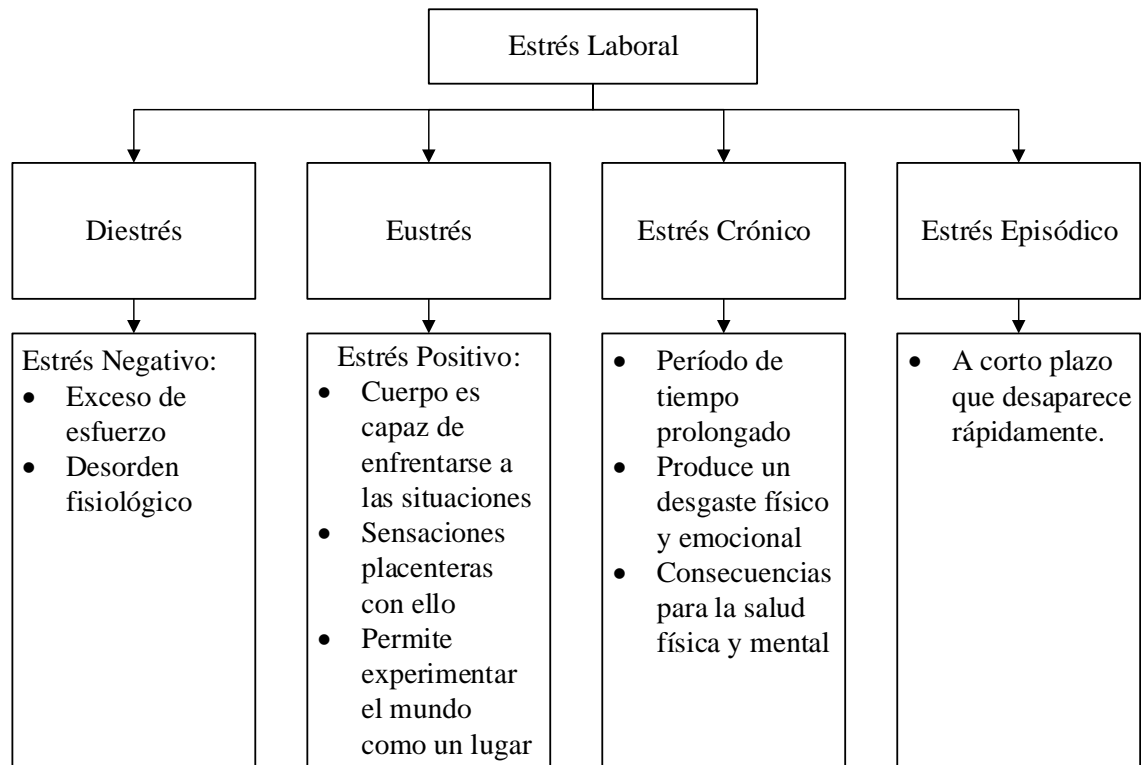 Estrés Laboral
Diestrés
Eustrés
Estrés Crónico
Estrés Episódico
Estrés Negativo:
• Exceso de
esfuerzo
• Desorden
fisiológico
Estrés Positivo:
• Cuerpo es
capaz de
enfrentarse a
las situaciones
• Sensaciones
placenteras
con ello
• Permite
experimentar
el mundo
como un lugar
• Período de
tiempo
prolongado
• Produce un
desgaste físico
y emocional
• Consecuencias
para la salud
física y mental
• A corto plazo
que desaparece
rápidamente.